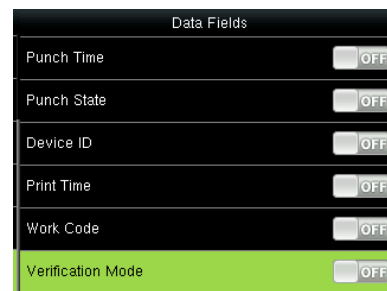 Data Fields
Punch Time OFF
Punch State OFF
Device ID OFF
Print Time OFF
Work Code OFF
Verification Mode OFF